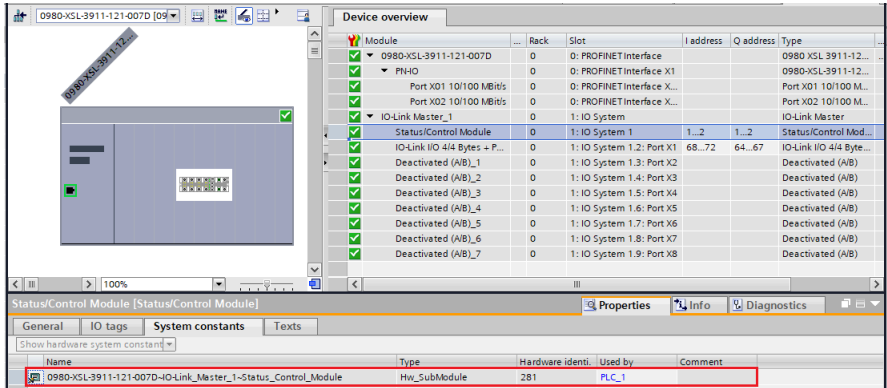 0980-XSL-3911-121-007D [09
Device overview
Module ... Rack Slot I address Q address Type
0980-XSL-3911-121-007D 0 0: PROFINET Interface 0980 XSL 3911-12...
PN-IO 0 0: PROFINET Interface X1 0980-XSL-3911-12...
Port X01 10/100 MBit/s 0 0: PROFINET Interface X... Port X01 10/100 M...
Port X02 10/100 MBit/s 0 0: PROFINET Interface X... Port X02 10/100 M...
IO-Link Master_1 0 1: IO System IO-Link Master
Status/Control Module 0 1: IO System 1 1...2 1...2 Status/Control Mod...
IO-Link I/O 4/4 Bytes + P... 0 1: IO System 1.2: Port X1 68...72 64...67 IO-Link I/O 4/4 Byte...
Deactivated (A/B)_1 0 1: IO System 1.3: Port X2 Deactivated (A/B)
Deactivated (A/B)_2 0 1: IO System 1.4: Port X3 Deactivated (A/B)
Deactivated (A/B)_3 0 1: IO System 1.5: Port X4 Deactivated (A/B)
Deactivated (A/B)_4 0 1: IO System 1.6: Port X5 Deactivated (A/B)
Deactivated (A/B)_5 0 1: IO System 1.7: Port X6 Deactivated (A/B)
Deactivated (A/B)_6 0 1: IO System 1.8: Port X7 Deactivated (A/B)
Deactivated (A/B)_7 0 1: IO System 1.9: Port X8 Deactivated (A/B)
0980-XSL-3911-12...
100%
Status/Control Module [Status/Control Module]
Properties Info Diagnostics
General IO tags System constants Texts
Show hardware system constant
Name Type Hardware identi. Used by Comment
0980-XSL-3911-121-007D~IO-Link_Master_1~Status_Control_Module Hw_SubModule 281 PLC_1